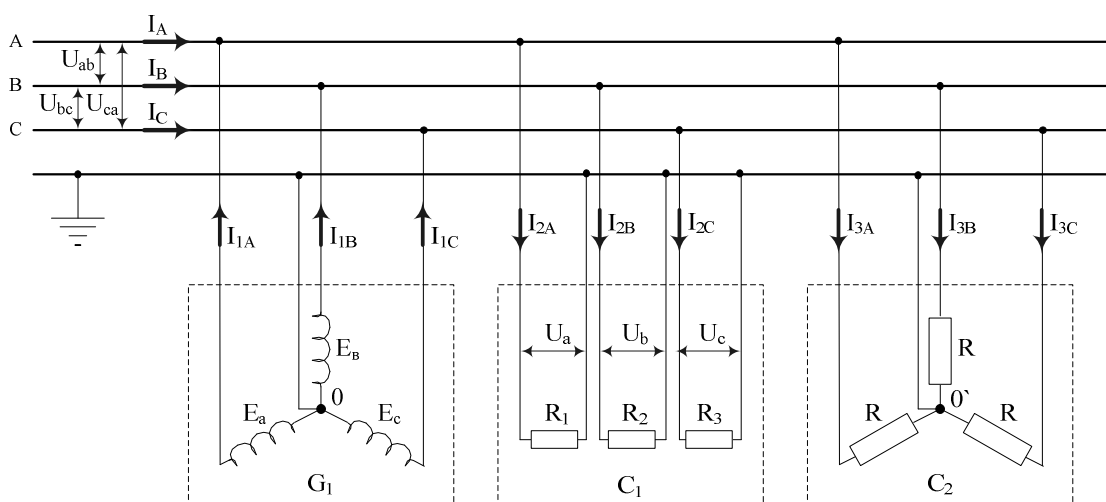 I_A
A
U_ab
I_B
B
U_bc U_ca
I_C
C
I_1A I_1B I_1C I_2A I_2B I_2C I_3A I_3B I_3C
U_a U_b U_c
E_в R
0 0`
E_a E_c R_1 R_2 R_3 R R
G_1 C_1 C_2